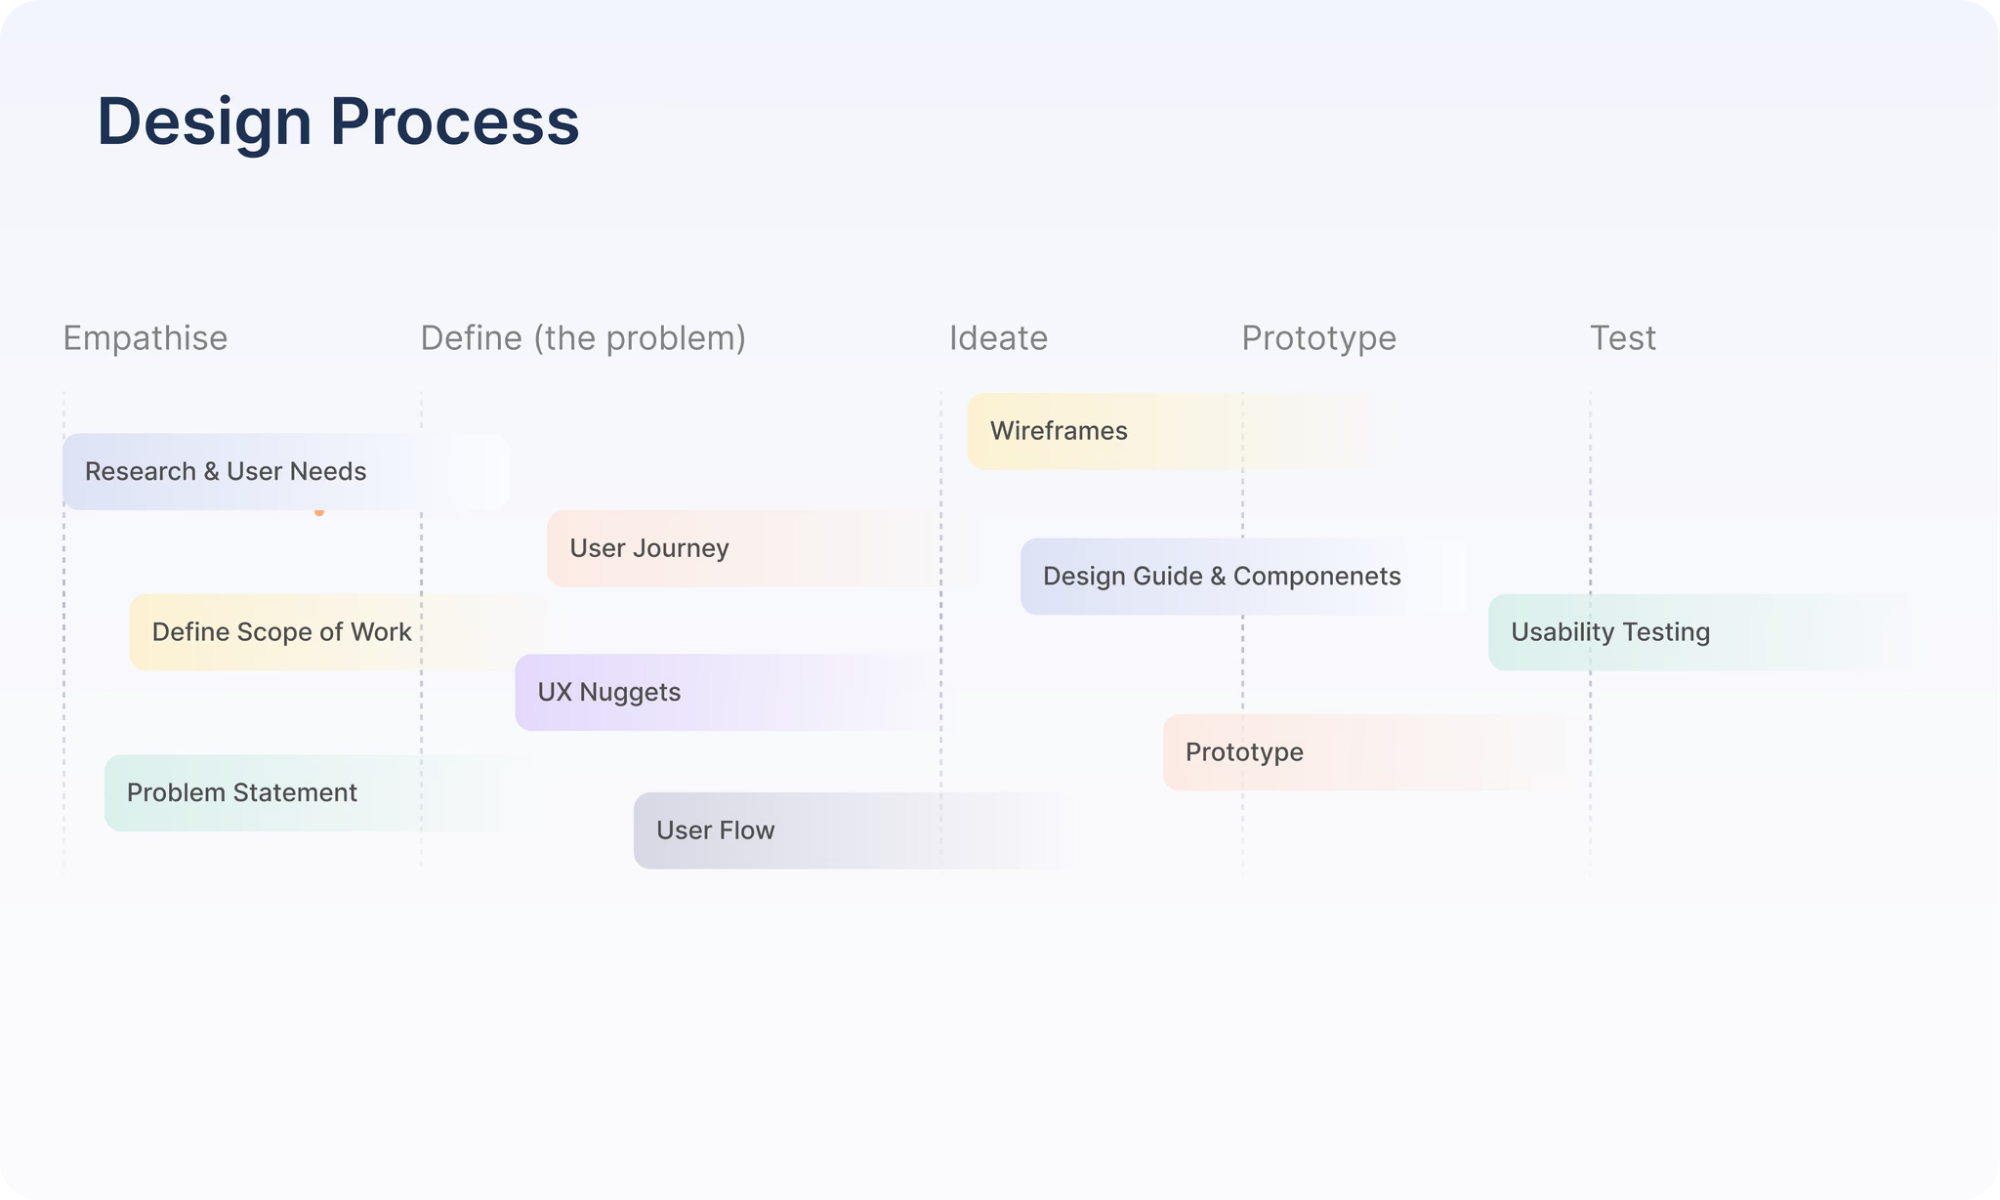 Design Process
Empathise
Define (the problem)
Ideate
Prototype
Test
Research & User Needs
Define Scope of Work
Problem Statement
User Journey
UX Nuggets
User Flow
Wireframes
Design Guide & Componenets
Prototype
Usability Testing